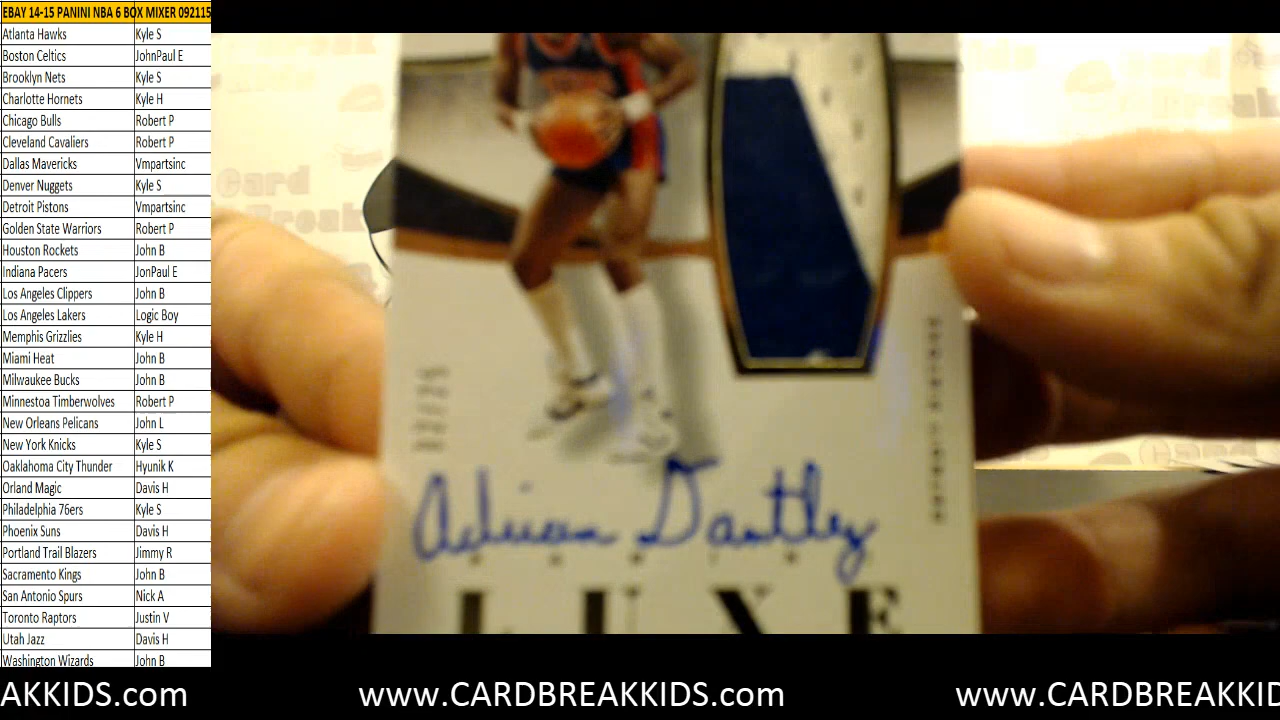 EBAY 14-15 PANINI NBA 6 BOX MIXER 092115
Atlanta Hawks Kyle S
Boston Celtics JohnPaul E
Brooklyn Nets Kyle S
Charlotte Hornets Kyle H
Chicago Bulls Robert P
Cleveland Cavaliers Robert P
Dallas Mavericks Vmpartsinc
Denver Nuggets Kyle S
Detroit Pistons Vmpartsinc
Golden State Warriors Robert P
Houston Rockets John B
Indiana Pacers JonPaul E
Los Angeles Clippers John B
Los Angeles Lakers Logic Boy
Memphis Grizzlies Kyle H
Miami Heat John B
Milwaukee Bucks John B
Minnestoa Timberwolves Robert P
New Orleans Pelicans John L
New York Knicks Kyle S
Oaklahoma City Thunder Hyunik K
Orland Magic Davis H
Philadelphia 76ers Kyle S
Phoenix Suns Davis H
Portland Trail Blazers Jimmy R
Sacramento Kings John B
San Antonio Spurs Nick A
Toronto Raptors Justin V
Utah Jazz Davis H
Washington Wizards John B
Card
Break
Adrian Dantley
LUXE
AKKIDS.com www.CARDBREAKKIDS.com www.CARDBREAKKID